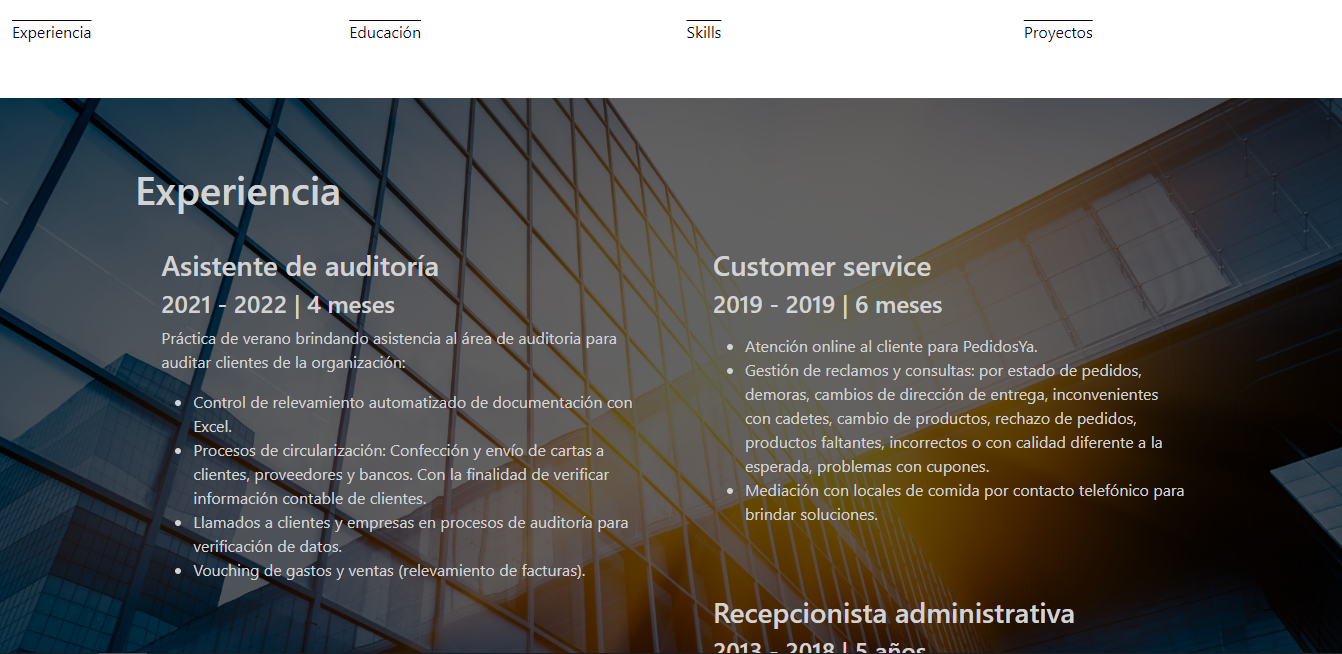 Experiencia
Educación
Skills
Proyectos
Experiencia
Asistente de auditoría
2021 - 2022 | 4 meses
Práctica de verano brindando asistencia al área de auditoria para
auditar clientes de la organización:
Control de relevamiento automatizado de documentación con
Excel.
Procesos de circularización: Confección y envío de cartas a
clientes, proveedores y bancos. Con la finalidad de verificar
información contable de clientes.
Llamados a clientes y empresas en procesos de auditoría para
verificación de datos.
Vouching de gastos y ventas (relevamiento de facturas).
Customer service
2019 - 2019 | 6 meses
Atención online al cliente para PedidosYa.
Gestión de reclamos y consultas: por estado de pedidos,
demoras, cambios de dirección de entrega, inconvenientes
con cadetes, cambio de productos, rechazo de pedidos,
productos faltantes, incorrectos o con calidad diferente a la
esperada, problemas con cupones.
Mediación con locales de comida por contacto telefónico para
brindar soluciones.
Recepcionista administrativa
2013 - 2018 | 5 años